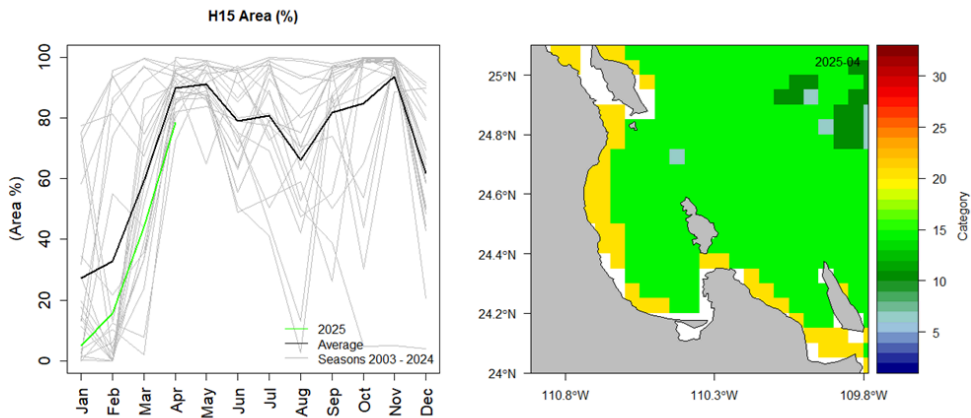 H15 Area (%)
(Area %)
100
80
60
40
20
0
Jan
Feb
Mar
Apr
May
Jun
Jul
Aug
Sep
Oct
Nov
Dec
2025
Average
Seasons 2003 - 2024
2025-04
25°N
24.8°N
24.6°N
24.4°N
24.2°N
24°N
110.8°W
110.3°W
109.8°W
30
25
20
15
10
5
Category